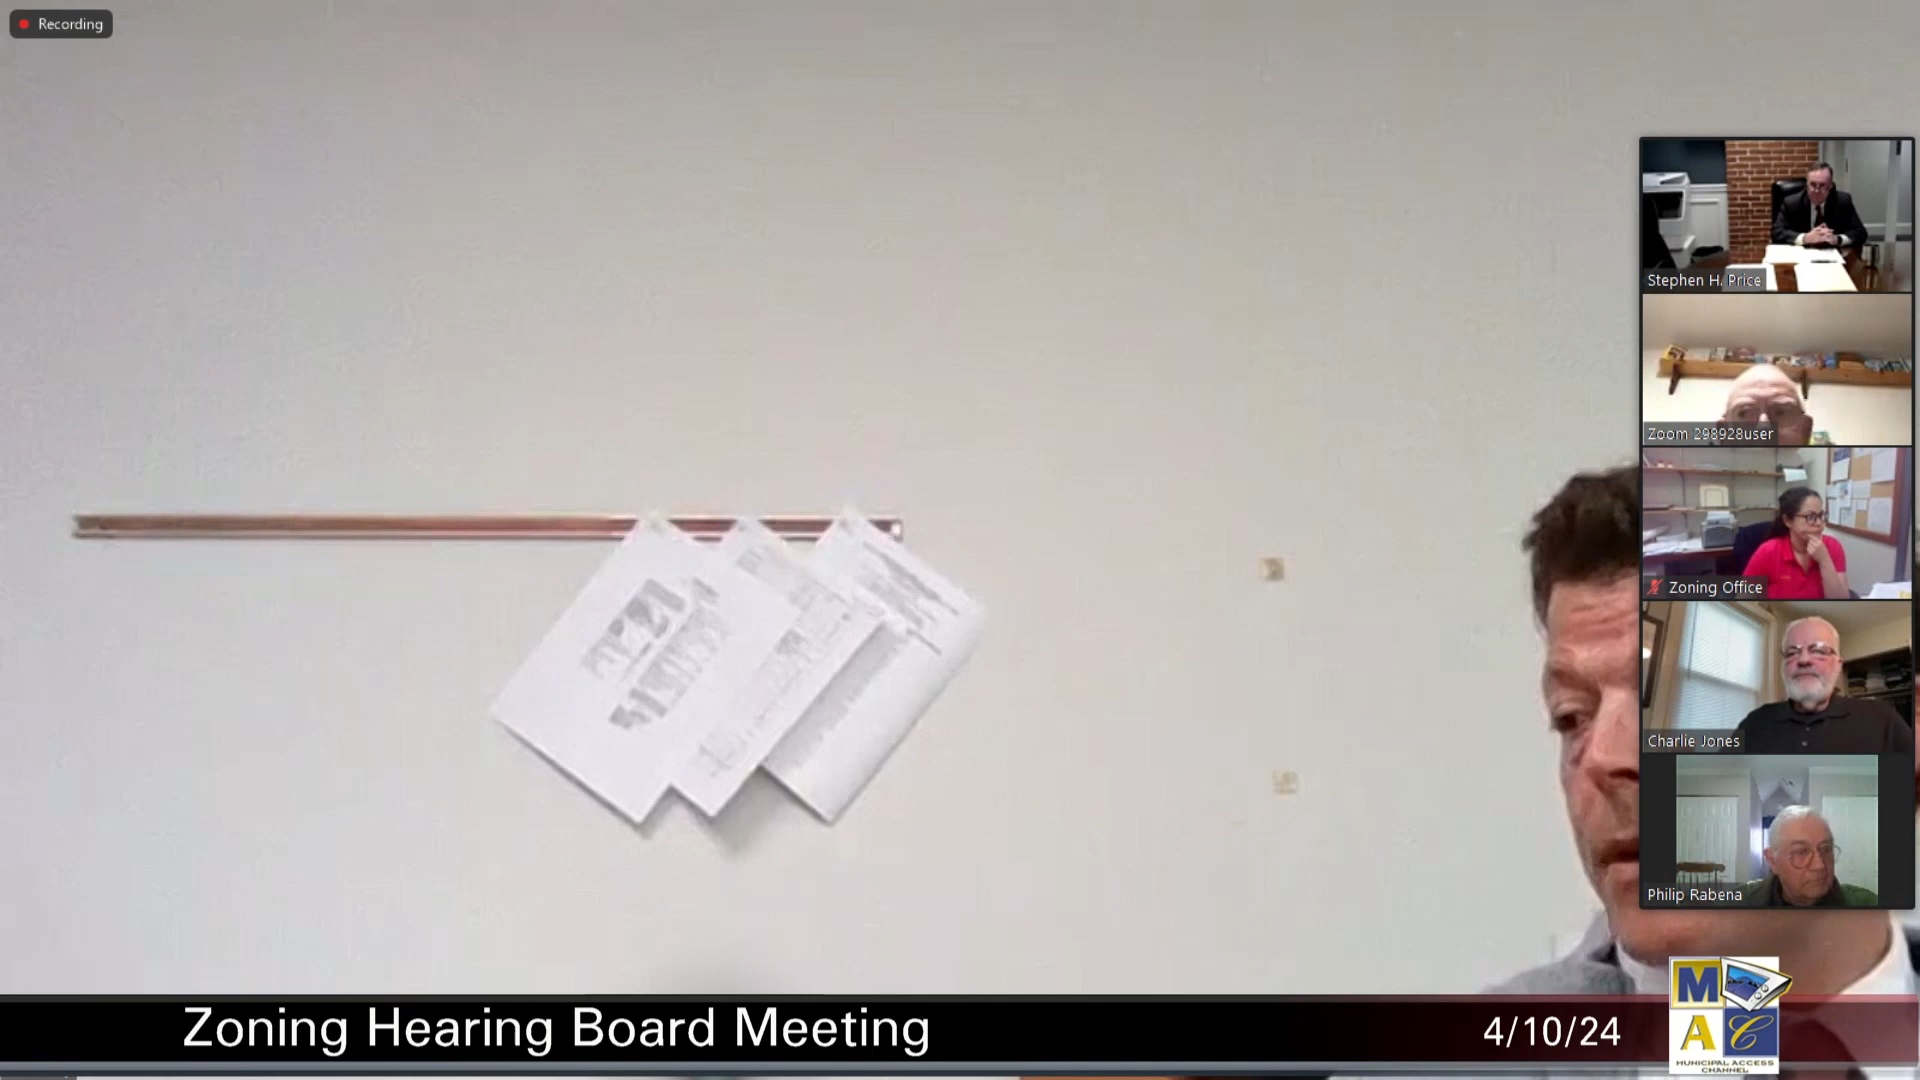 Recording
Stephen H. Price
Zoom 298928user
Zoning Office
Charlie Jones
Philip Rabena
Zoning Hearing Board Meeting
4/10/24
M
A C
MUNICIPAL ACCESS
CHANNEL